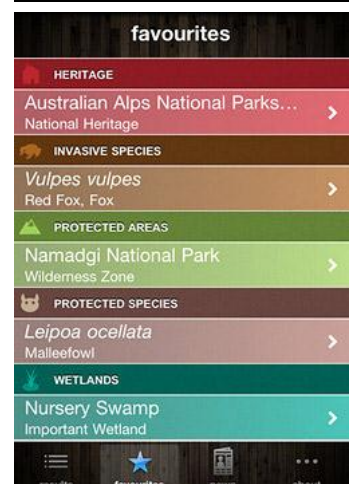 favourites
HERITAGE
Australian Alps National Parks...
National Heritage
INVASIVE SPECIES
Vulpes vulpes
Red Fox, Fox
PROTECTED AREAS
Namadgi National Park
Wilderness Zone
PROTECTED SPECIES
Leipoa ocellata
Malleefowl
WETLANDS
Nursery Swamp
Important Wetland